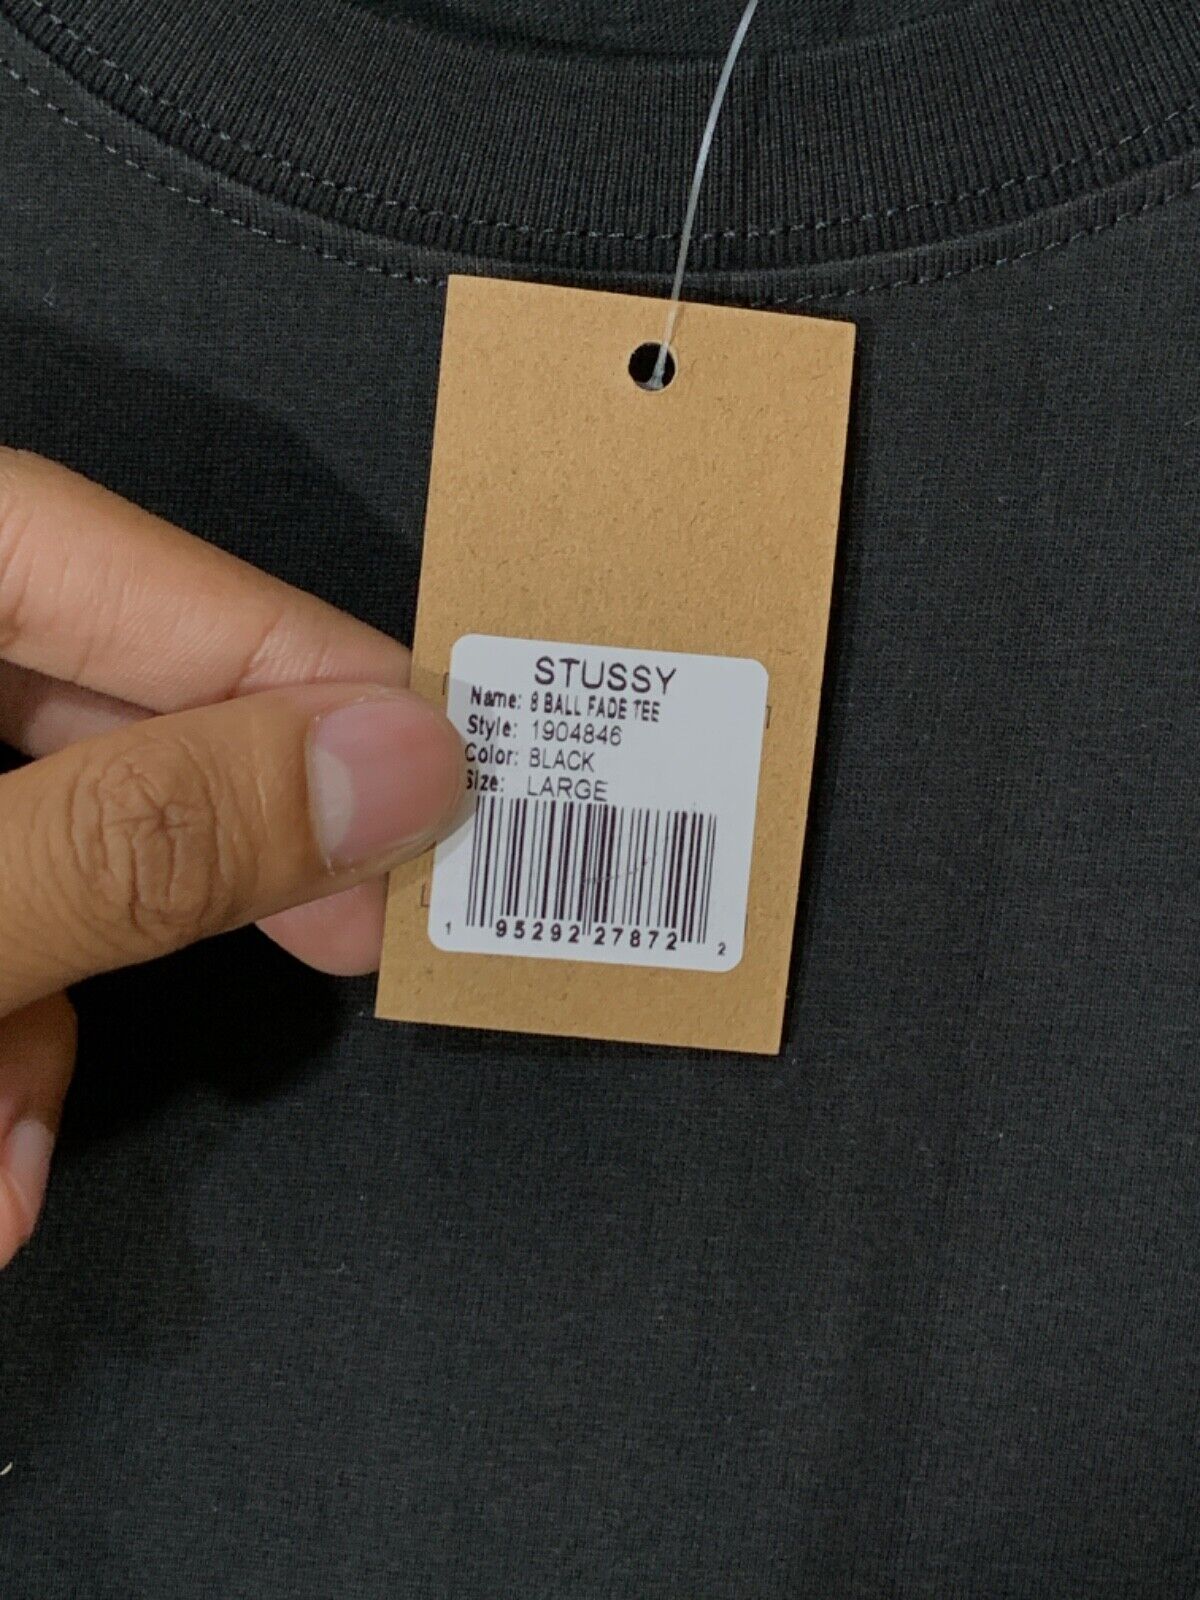 STUSSY
Name: 8 BALL FADE TEE
Style: 1904846
Color: BLACK
Size: LARGE
1 95292 27872 2